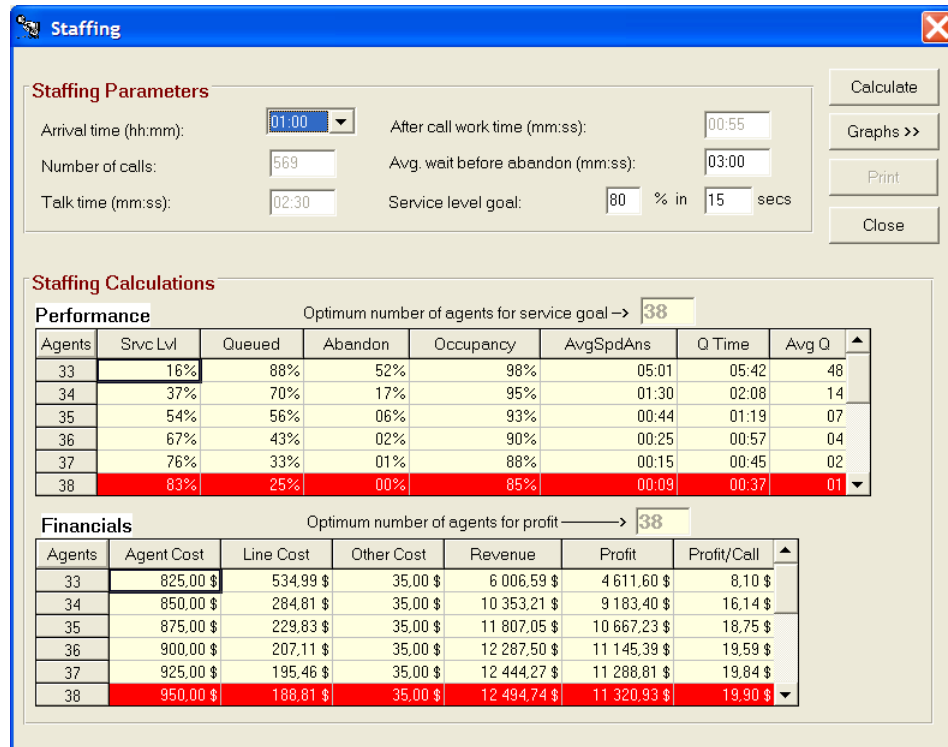 Staffing
Staffing Parameters
Calculate
Arrival time (hh:mm): 01:00 After call work time (mm:ss): 00:55
Graphs >>
Number of calls: 569 Avg. wait before abandon (mm:ss): 03:00
Print
Talk time (mm:ss): 02:30 Service level goal: 80 % in 15 secs
Close
Staffing Calculations
Performance Optimum number of agents for service goal --> 38
Agents Srvc Lvl Queued Abandon Occupancy AvgSpdAns Q Time Avg Q
33 16% 88% 52% 98% 05:01 05:42 48
34 37% 70% 17% 95% 01:30 02:08 14
35 54% 56% 06% 93% 00:44 01:19 07
36 67% 43% 02% 90% 00:25 00:57 04
37 76% 33% 01% 88% 00:15 00:45 02
38 83% 25% 00% 85% 00:09 00:37 01
Financials Optimum number of agents for profit ------> 38
Agents Agent Cost Line Cost Other Cost Revenue Profit Profit/Call
33 825,00 $ 534,99 $ 35,00 $ 6 006,59 $ 4 611,60 $ 8,10 $
34 850,00 $ 284,81 $ 35,00 $ 10 353,21 $ 9 183,40 $ 16,14 $
35 875,00 $ 229,83 $ 35,00 $ 11 807,05 $ 10 667,23 $ 18,75 $
36 900,00 $ 207,11 $ 35,00 $ 12 287,50 $ 11 145,39 $ 19,59 $
37 925,00 $ 195,46 $ 35,00 $ 12 444,27 $ 11 288,81 $ 19,84 $
38 950,00 $ 188,81 $ 35,00 $ 12 494,74 $ 11 320,93 $ 19,90 $